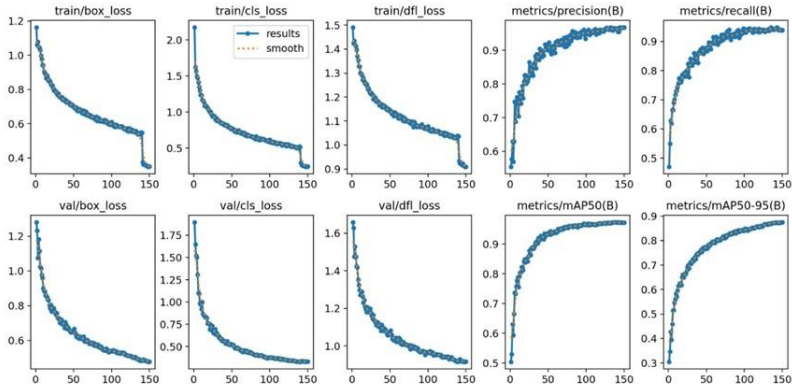 train/box_loss
train/cls_loss
train/dfl_loss
metrics/precision(B)
metrics/recall(B)
1.2
1.0
0.8
0.6
0.4
0 50 100 150
2.0
1.5
1.0
0.5
results
smooth
0 50 100 150
1.5
1.4
1.3
1.2
1.1
1.0
0.9
0 50 100 150
0.9
0.8
0.7
0.6
0 50 100 150
0.9
0.8
0.7
0.6
0.5
0 50 100 150
val/box_loss
val/cls_loss
val/dfl_loss
metrics/mAP50(B)
metrics/mAP50-95(B)
1.2
1.0
0.8
0.6
0 50 100 150
1.75
1.50
1.25
1.00
0.75
0.50
0 50 100 150
1.6
1.4
1.2
1.0
0 50 100 150
0.9
0.8
0.7
0.6
0.5
0 50 100 150
0.9
0.8
0.7
0.6
0.5
0.4
0.3
0 50 100 150